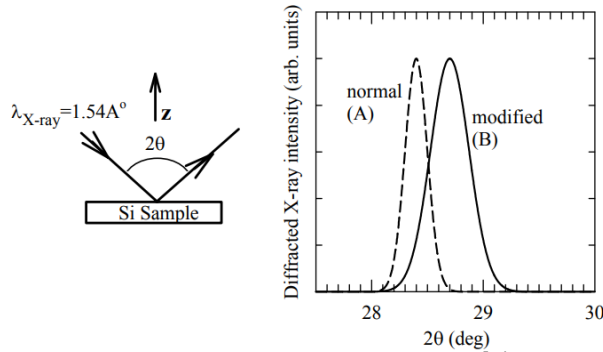 λX-ray=1.54A°
z
2θ
Si Sample
Diffracted X-ray intensity (arb. units)
normal
(A)
modified
(B)
28 29 30
2θ (deg)